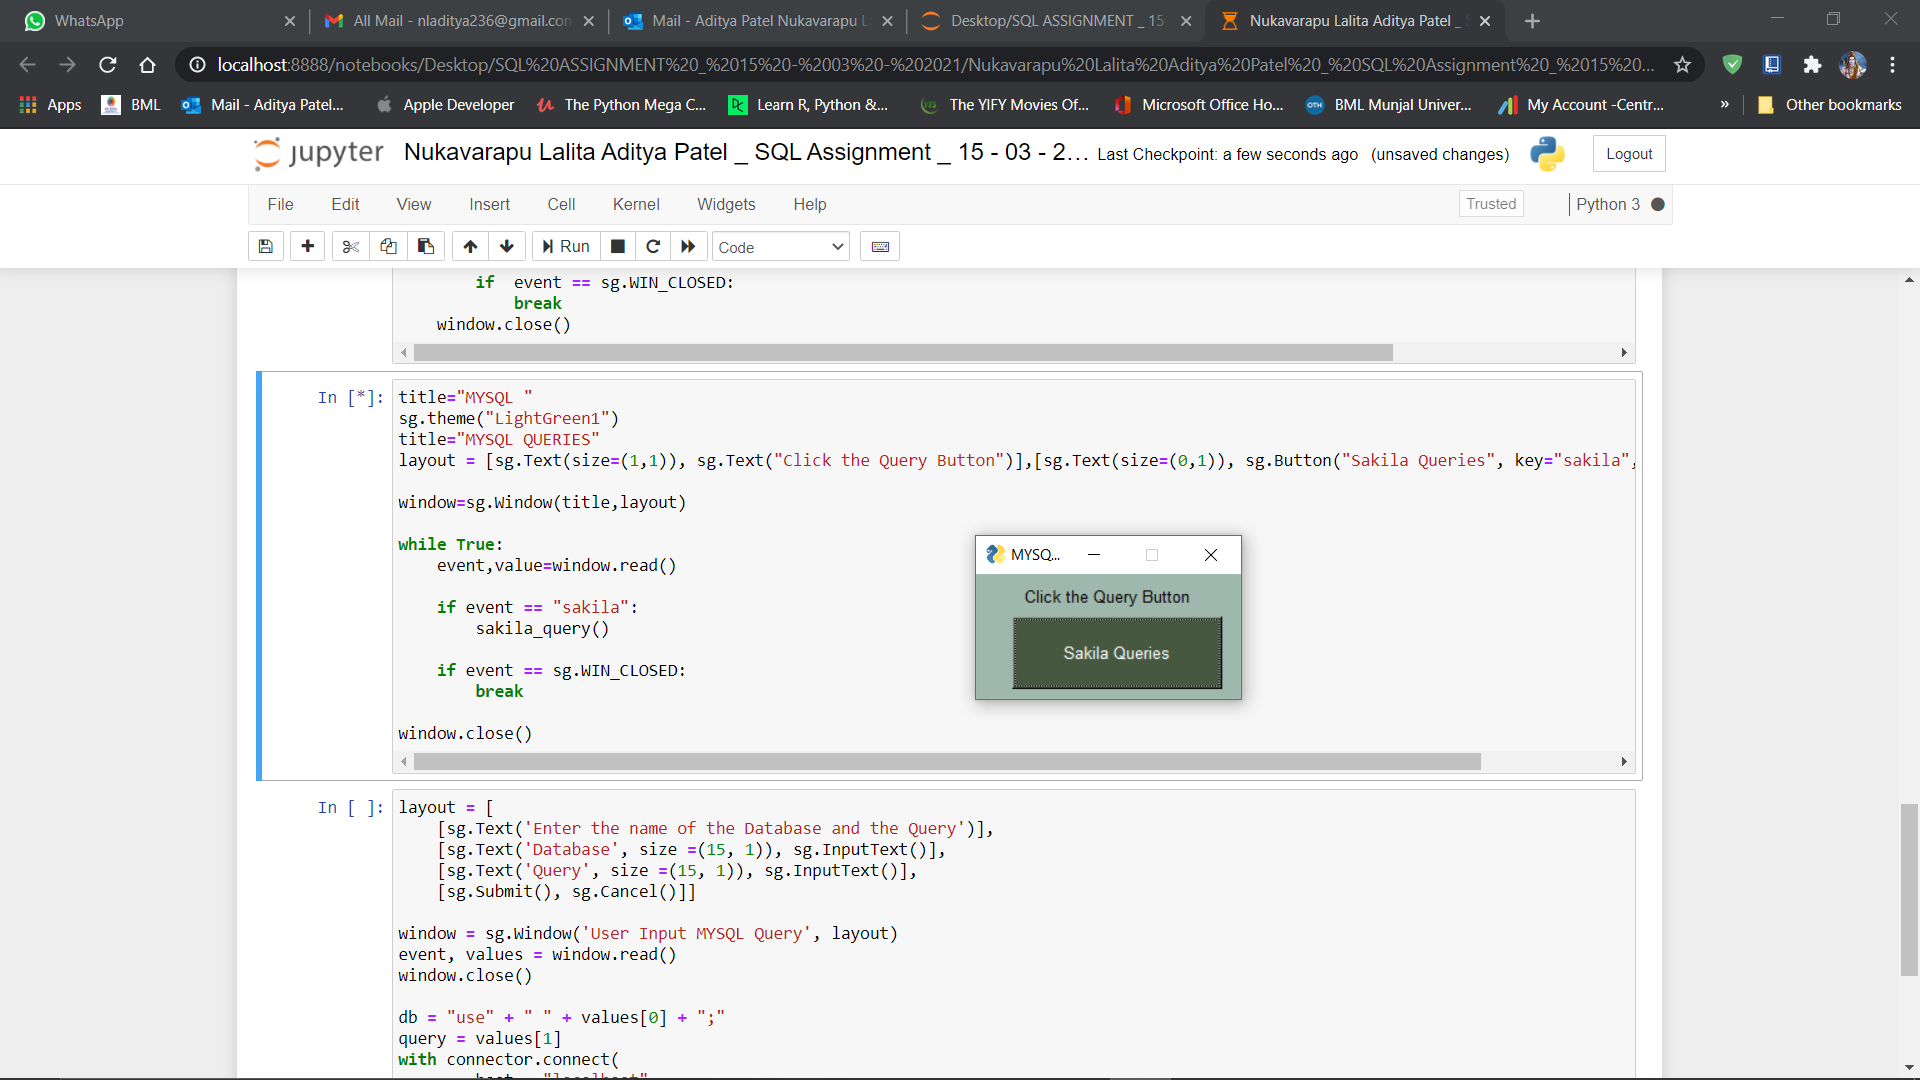 WhatsApp
All Mail - nladitya236@gmail.con
Mail - Aditya Patel Nukavarapu L
Desktop/SQL ASSIGNMENT _ 15
Nukavarapu Lalita Aditya Patel _
localhost:8888/notebooks/Desktop/SQL%20ASSIGNMENT%20_%2015%20-%2003%20-%202021/Nukavarapu%20Lalita%20Aditya%20Patel%20_%20SQL%20Assignment%20_%2015%20...
Apps
BML
Mail - Aditya Patel...
Apple Developer
The Python Mega C...
Learn R, Python &...
The YIFY Movies Of...
Microsoft Office Ho...
BML Munjal Univer...
My Account -Centr...
»
Other bookmarks
jupyter
Nukavarapu Lalita Aditya Patel _ SQL Assignment _ 15 - 03 - 2... Last Checkpoint: a few seconds ago (unsaved changes)
Logout
File Edit View Insert Cell Kernel Widgets Help
Trusted
Python 3
Run
Code
if  event == sg.WIN_CLOSED:
break
window.close()
In [*]:
title="MYSQL "
sg.theme("LightGreen1")
title="MYSQL QUERIES"
layout = [sg.Text(size=(1,1)), sg.Text("Click the Query Button")],[sg.Text(size=(0,1)), sg.Button("Sakila Queries", key="sakila",
window=sg.Window(title,layout)
while True:
event,value=window.read()
if event == "sakila":
sakila_query()
if event == sg.WIN_CLOSED:
break
window.close()
MYSQ...
Click the Query Button
Sakila Queries
In [ ]:
layout = [
[sg.Text('Enter the name of the Database and the Query')],
[sg.Text('Database', size =(15, 1)), sg.InputText()],
[sg.Text('Query', size =(15, 1)), sg.InputText()],
[sg.Submit(), sg.Cancel()]]
window = sg.Window('User Input MYSQL Query', layout)
event, values = window.read()
window.close()
db = "use" + " " + values[0] + ";"
query = values[1]
with connector.connect(